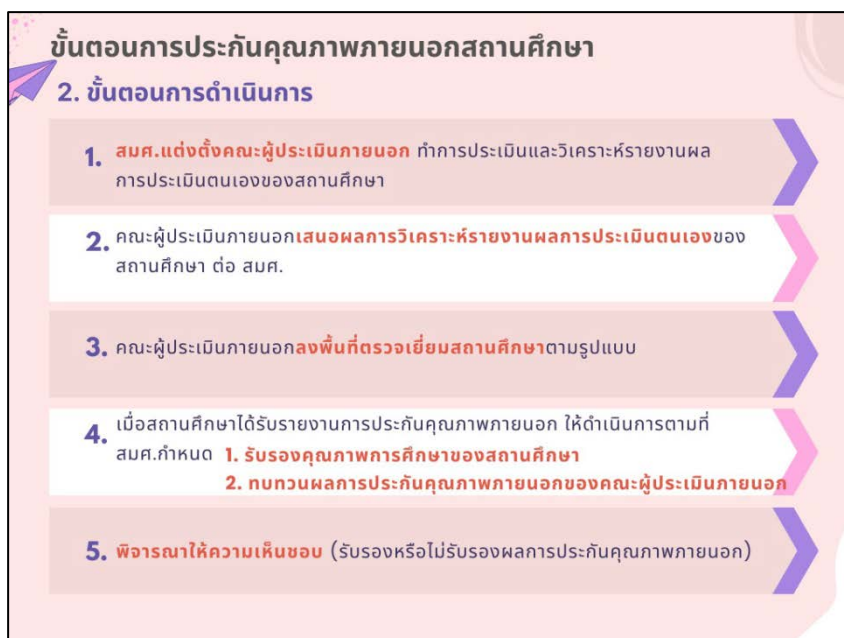 ขั้นตอนการประกันคุณภาพภายนอกสถานศึกษา
2. ขั้นตอนการดำเนินการ
1. สมศ.แต่งตั้งคณะผู้ประเมินภายนอก ทำการประเมินและวิเคราะห์รายงานผล
การประเมินตนเองของสถานศึกษา
2. คณะผู้ประเมินภายนอกเสนอผลการวิเคราะห์รายงานผลการประเมินตนเองของ
สถานศึกษา ต่อ สมศ.
3. คณะผู้ประเมินภายนอกลงพื้นที่ตรวจเยี่ยมสถานศึกษาตามรูปแบบ
4. เมื่อสถานศึกษาได้รับรายงานการประกันคุณภาพภายนอก ให้ดำเนินการตามที่
สมศ.กำหนด 1. รับรองคุณภาพการศึกษาของสถานศึกษา
2. ทบทวนผลการประกันคุณภาพภายนอกของคณะผู้ประเมินภายนอก
5. พิจารณาให้ความเห็นชอบ (รับรองหรือไม่รับรองผลการประกันคุณภาพภายนอก)